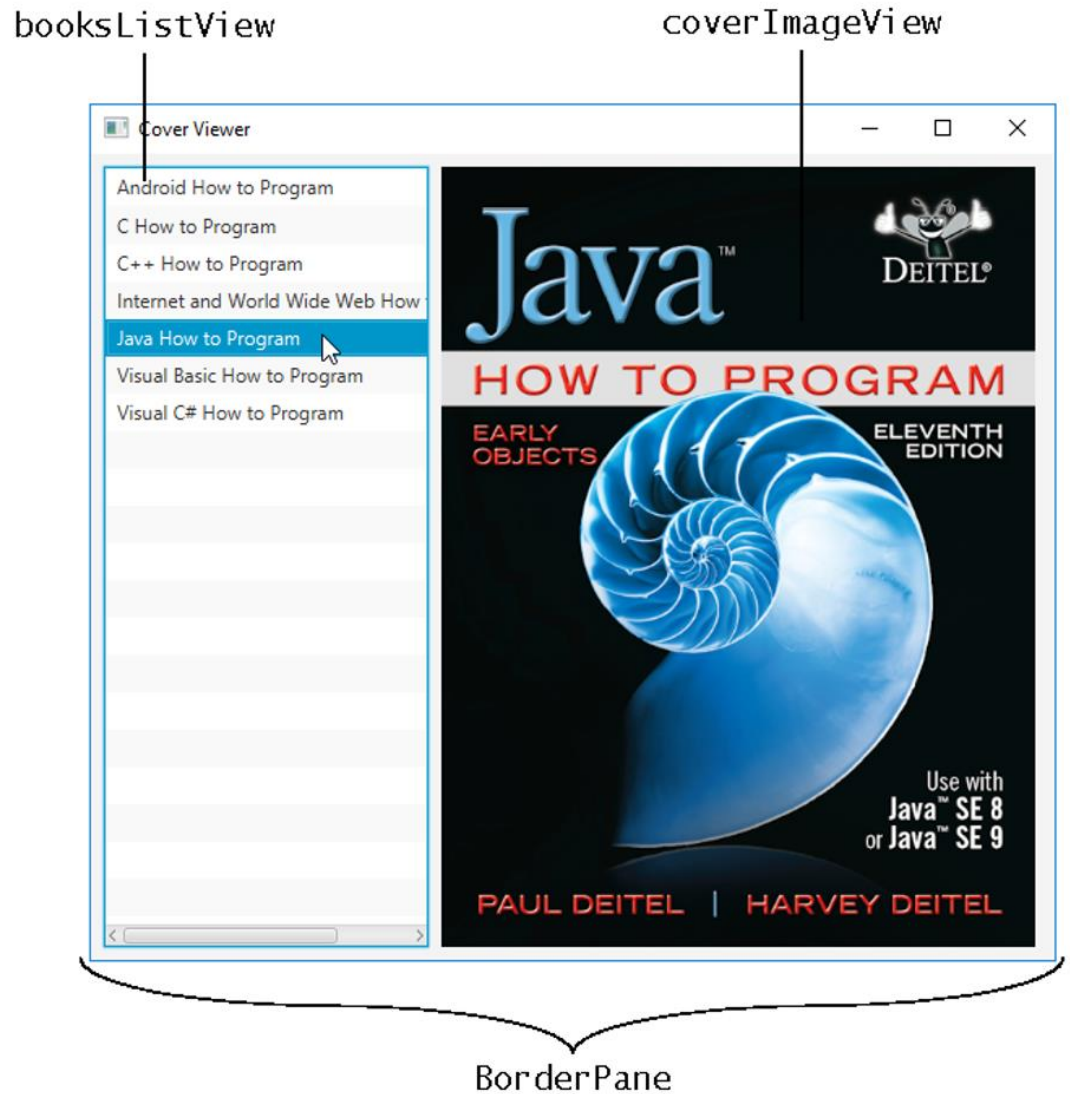 booksListView
coverImageView
Cover Viewer
Android How to Program
C How to Program
C++ How to Program
Internet and World Wide Web How
Java How to Program
Visual Basic How to Program
Visual C# How to Program
Java™
DEITEL®
HOW TO PROGRAM
EARLY
OBJECTS
ELEVENTH
EDITION
Use with
Java™ SE 8
or Java™ SE 9
PAUL DEITEL | HARVEY DEITEL
BorderPane